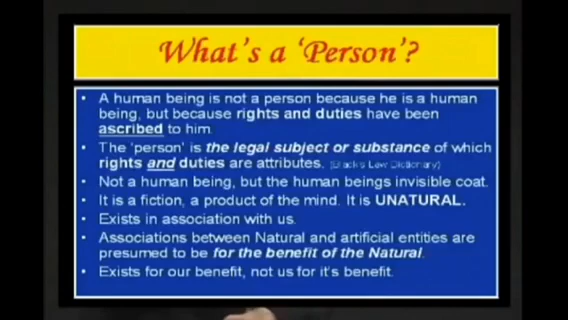 What's a 'Person'?
• A human being is not a person because he is a human
being, but because rights and duties have been
ascribed to him.
• The 'person' is the legal subject or substance of which
rights and duties are attributes. (Black's Law Dictionary)
• Not a human being, but the human beings invisible coat.
• It is a fiction, a product of the mind. It is UNATURAL.
• Exists in association with us.
• Associations between Natural and artificial entities are
presumed to be for the benefit of the Natural.
• Exists for our benefit, not us for it's benefit.